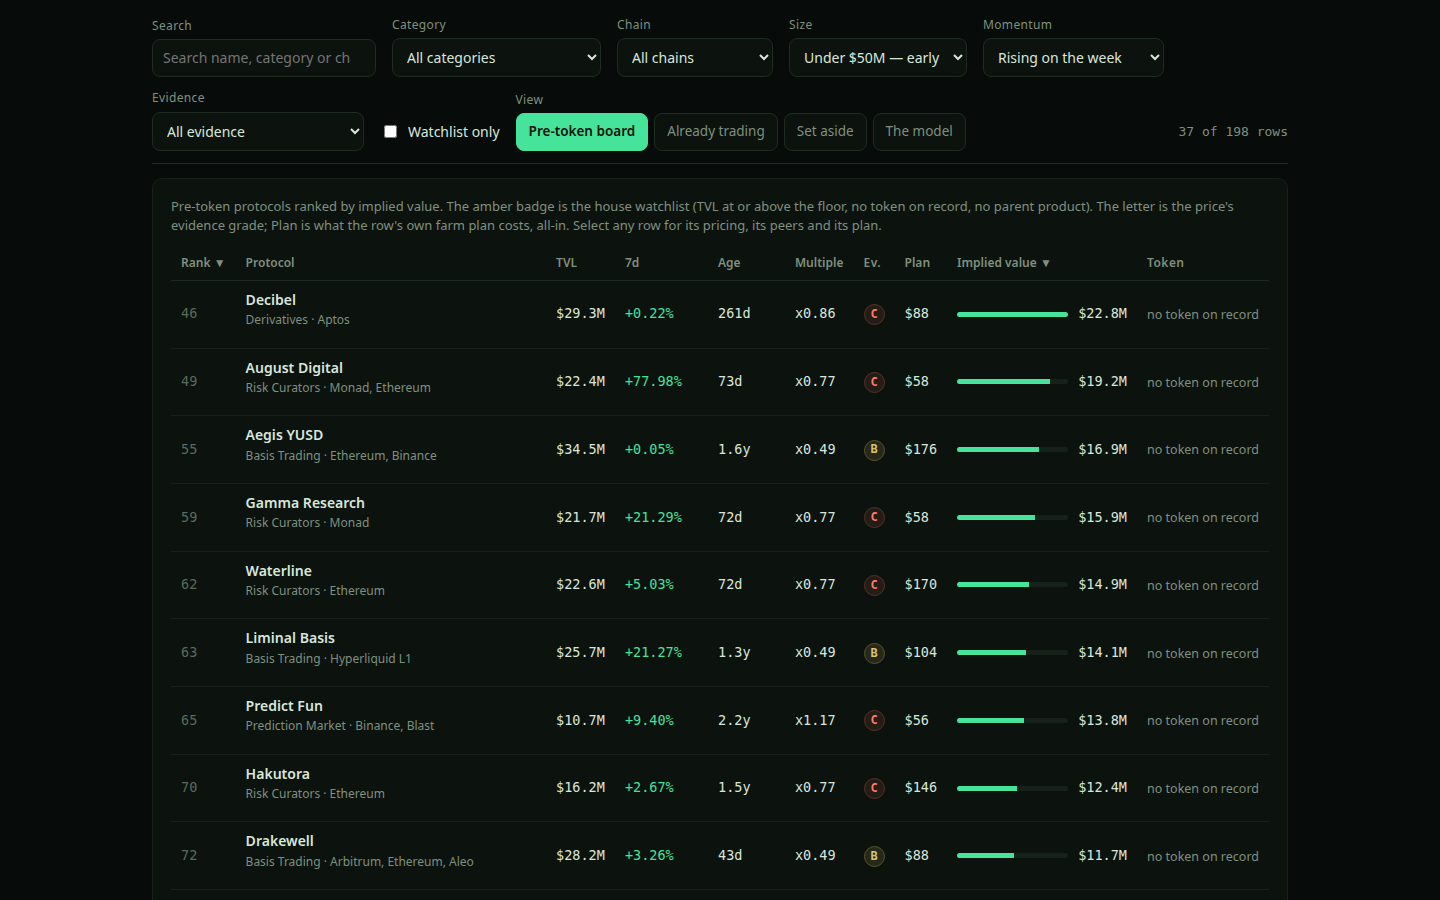 Search
Category
Chain
Size
Momentum
Search name, category or ch
All categories
All chains
Under $50M — early
Rising on the week
Evidence
View
All evidence
Watchlist only
Pre-token board
Already trading
Set aside
The model
37 of 198 rows
Pre-token protocols ranked by implied value. The amber badge is the house watchlist (TVL at or above the floor, no token on record, no parent product). The letter is the price's
evidence grade; Plan is what the row's own farm plan costs, all-in. Select any row for its pricing, its peers and its plan.
Rank ▼ Protocol TVL 7d Age Multiple Ev. Plan Implied value ▼ Token
Decibel
46 $29.3M +0.22% 261d x0.86 C $88 $22.8M no token on record
Derivatives · Aptos
August Digital
49 $22.4M +77.98% 73d x0.77 C $58 $19.2M no token on record
Risk Curators · Monad, Ethereum
Aegis YUSD
55 $34.5M +0.05% 1.6y x0.49 B $176 $16.9M no token on record
Basis Trading · Ethereum, Binance
Gamma Research
59 $21.7M +21.29% 72d x0.77 C $58 $15.9M no token on record
Risk Curators · Monad
Waterline
62 $22.6M +5.03% 72d x0.77 C $170 $14.9M no token on record
Risk Curators · Ethereum
Liminal Basis
63 $25.7M +21.27% 1.3y x0.49 B $104 $14.1M no token on record
Basis Trading · Hyperliquid L1
Predict Fun
65 $10.7M +9.40% 2.2y x1.17 C $56 $13.8M no token on record
Prediction Market · Binance, Blast
Hakutora
70 $16.2M +2.67% 1.5y x0.77 C $146 $12.4M no token on record
Risk Curators · Ethereum
Drakewell
72 $28.2M +3.26% 43d x0.49 B $88 $11.7M no token on record
Basis Trading · Arbitrum, Ethereum, Aleo